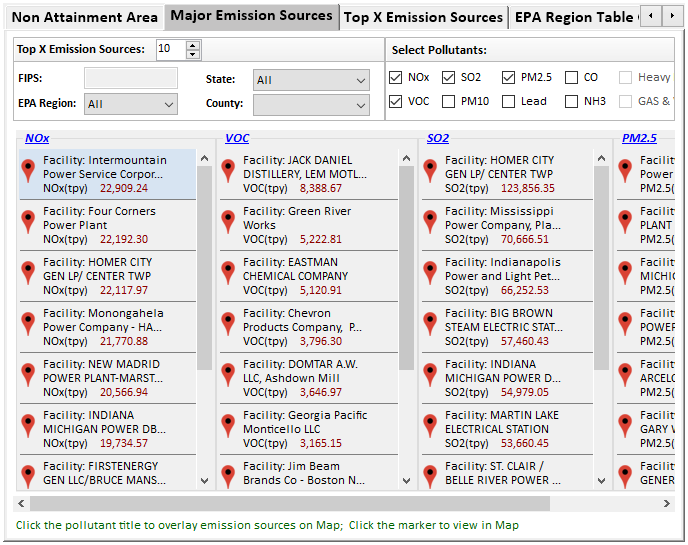 Non Attainment Area
Major Emission Sources
Top X Emission Sources
EPA Region Table
Top X Emission Sources: 10
FIPS:
State: All
EPA Region: All
County:
Select Pollutants:
NOx SO2 PM2.5 CO Heavy
VOC PM10 Lead NH3 GAS &
NOx
Facility: Intermountain
Power Service Corpor...
NOx(tpy) 22,909.24
Facility: Four Corners
Power Plant
NOx(tpy) 22,192.30
Facility: HOMER CITY
GEN LP/ CENTER TWP
NOx(tpy) 22,117.97
Facility: Monongahela
Power Company - HA...
NOx(tpy) 21,770.88
Facility: NEW MADRID
POWER PLANT-MARST...
NOx(tpy) 20,566.94
Facility: INDIANA
MICHIGAN POWER DB...
NOx(tpy) 19,734.57
Facility: FIRSTENERGY
GEN LLC/BRUCE MANS...
VOC
Facility: JACK DANIEL
DISTILLERY, LEM MOTL...
VOC(tpy) 8,388.67
Facility: Green River
Works
VOC(tpy) 5,222.81
Facility: EASTMAN
CHEMICAL COMPANY
VOC(tpy) 5,120.91
Facility: Chevron
Products Company, P...
VOC(tpy) 3,796.30
Facility: DOMTAR A.W.
LLC, Ashdown Mill
VOC(tpy) 3,646.97
Facility: Georgia Pacific
Monticello LLC
VOC(tpy) 3,165.15
Facility: Jim Beam
Brands Co - Boston N...
SO2
Facility: HOMER CITY
GEN LP/ CENTER TWP
SO2(tpy) 123,856.35
Facility: Mississippi
Power Company, Pla...
SO2(tpy) 70,666.51
Facility: Indianapolis
Power and Light Pet...
SO2(tpy) 66,252.53
Facility: BIG BROWN
STEAM ELECTRIC STAT...
SO2(tpy) 57,460.43
Facility: INDIANA
MICHIGAN POWER D...
SO2(tpy) 54,979.05
Facility: MARTIN LAKE
ELECTRICAL STATION
SO2(tpy) 53,660.45
Facility: ST. CLAIR /
BELLE RIVER POWER ...
PM2.5
Facility:
Power
PM2.5(
Facility:
PLANT
PM2.5(
Facility:
MICHIG
PM2.5(
Facility:
POWER
PM2.5(
Facility:
ARCELO
PM2.5(
Facility:
GARY W
PM2.5(
Facility:
GENER
Click the pollutant title to overlay emission sources on Map; Click the marker to view in Map